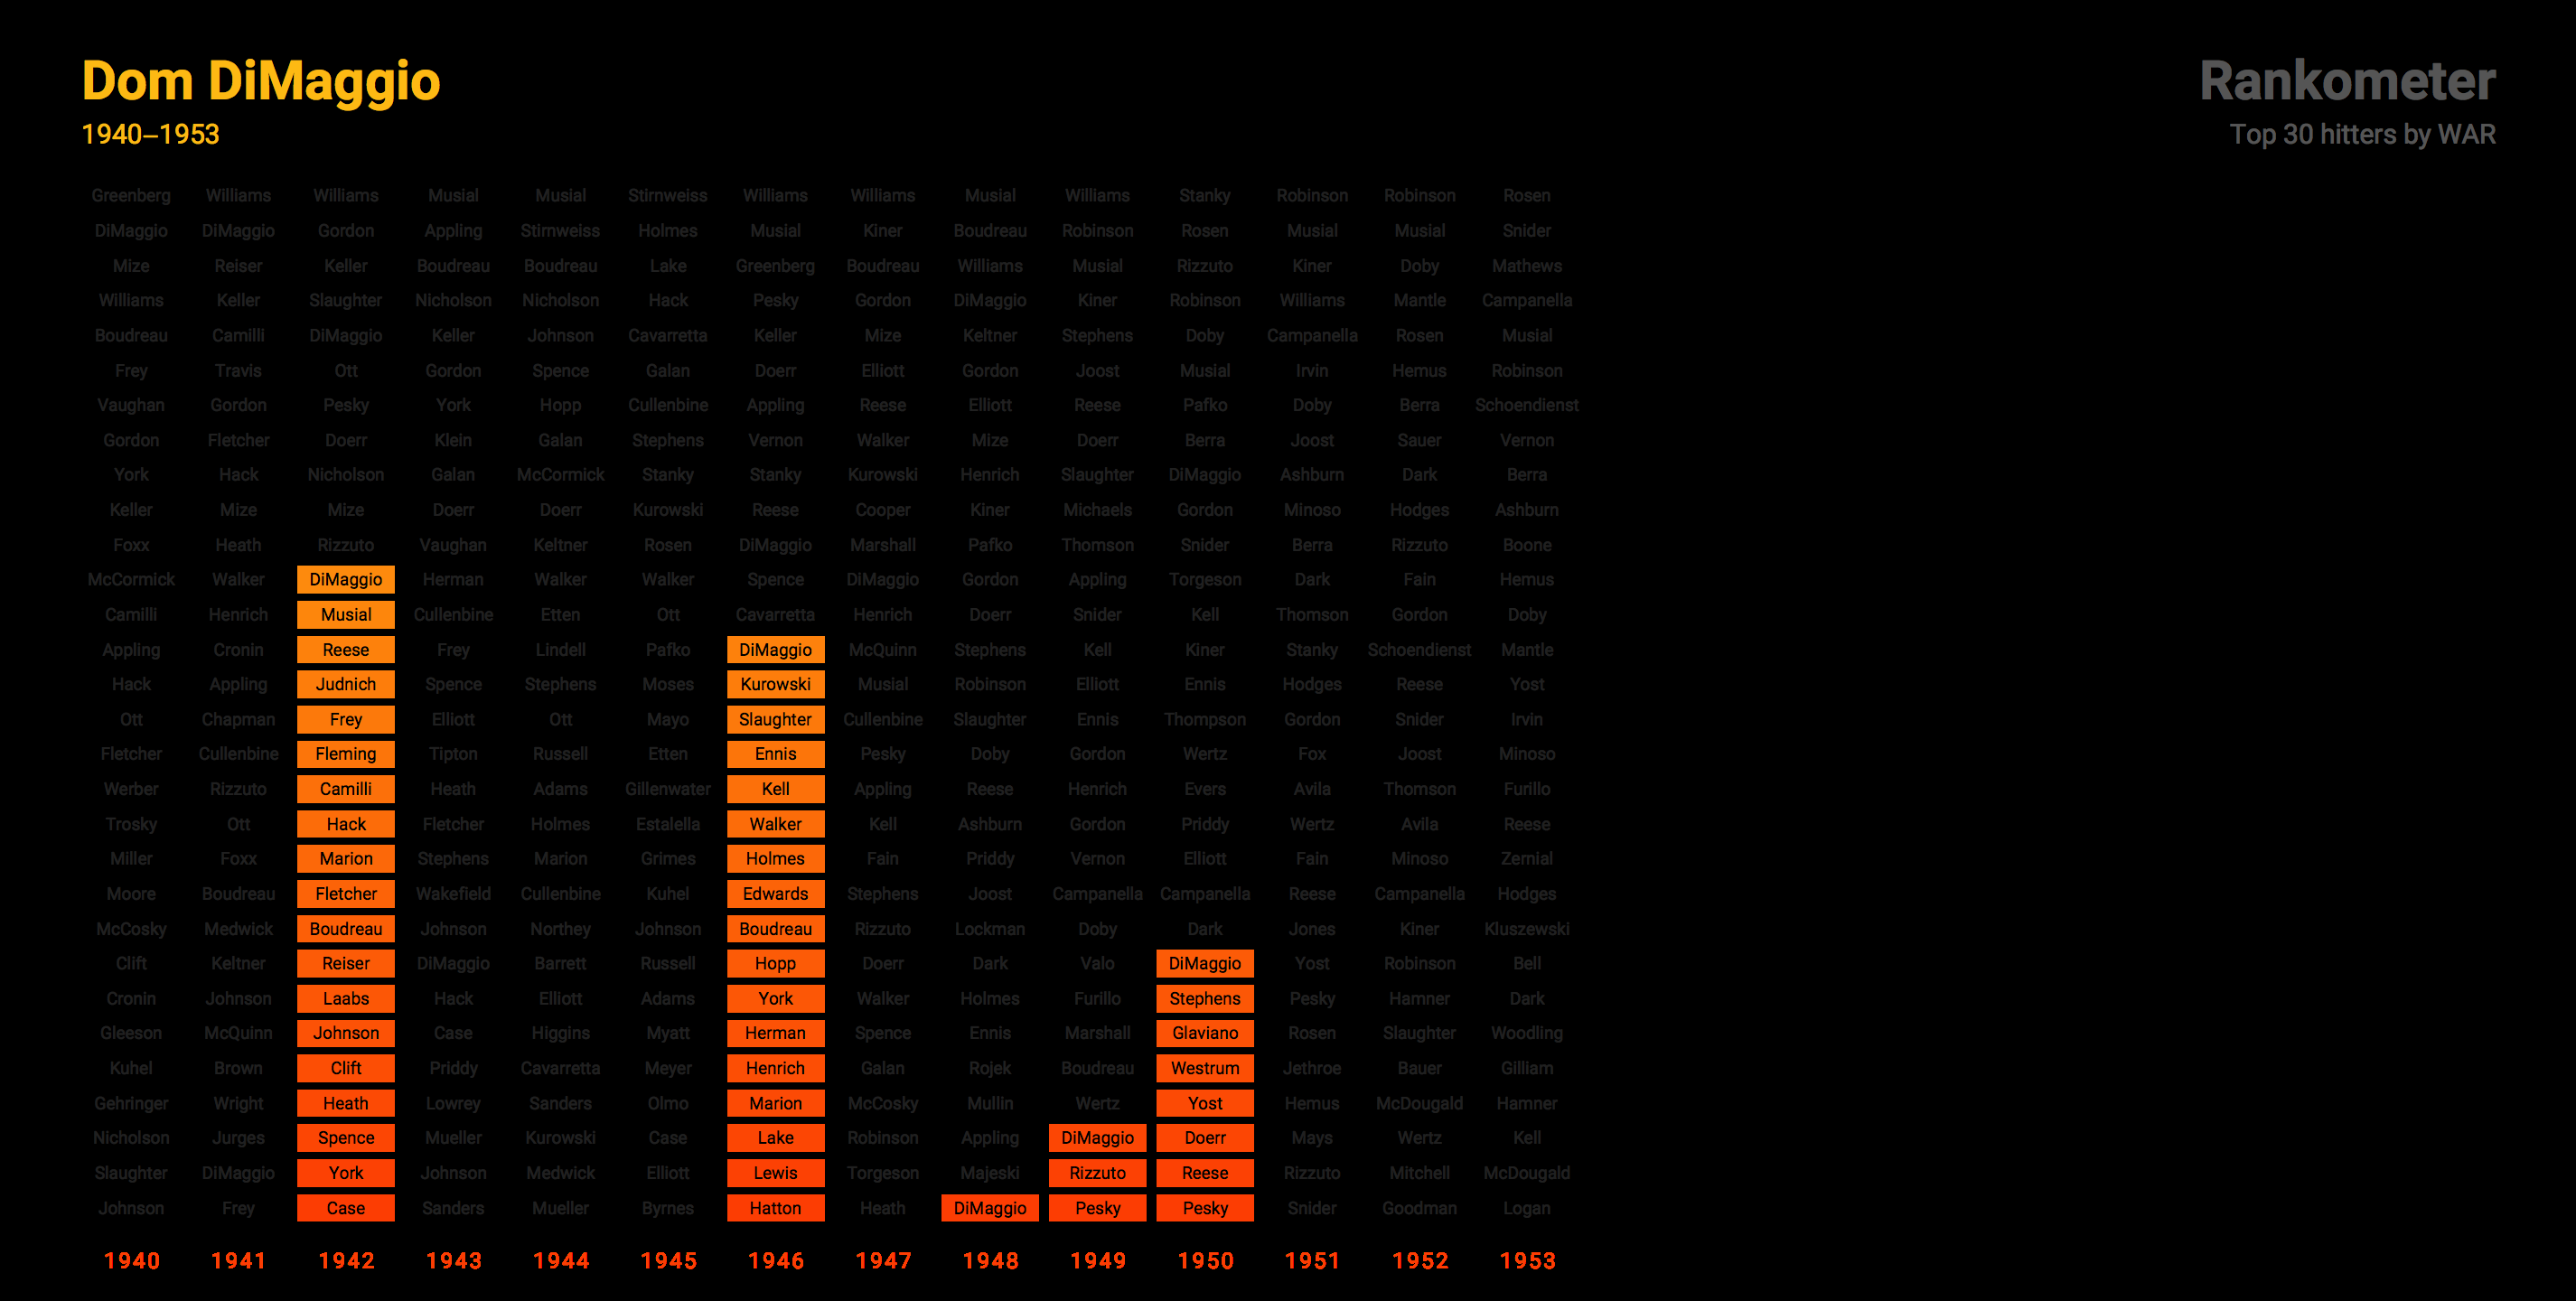 Dom DiMaggio
1940–1953
Rankometer
Top 30 hitters by WAR
Greenberg Williams Williams Musial Musial Stirnweiss Williams Williams Musial Williams Stanky Robinson Robinson Rosen
DiMaggio DiMaggio Gordon Appling Stirnweiss Holmes Musial Kiner Boudreau Robinson Rosen Musial Musial Snider
Mize Reiser Keller Boudreau Boudreau Lake Greenberg Boudreau Williams Musial Rizzuto Kiner Doby Mathews
Williams Keller Slaughter Nicholson Nicholson Hack Pesky Gordon DiMaggio Kiner Robinson Williams Mantle Campanella
Boudreau Camilli DiMaggio Keller Johnson Cavarretta Keller Mize Keltner Stephens Doby Campanella Rosen Musial
Frey Travis Ott Gordon Spence Galan Doerr Elliott Gordon Joost Musial Irvin Hemus Robinson
Vaughan Gordon Pesky York Hopp Cullenbine Appling Reese Elliott Reese Pafko Doby Berra Schoendienst
Gordon Fletcher Doerr Klein Galan Stephens Vernon Walker Mize Doerr Berra Joost Sauer Vernon
York Hack Nicholson Galan McCormick Stanky Stanky Kurowski Henrich Slaughter DiMaggio Ashburn Dark Berra
Keller Mize Mize Doerr Doerr Kurowski Reese Cooper Kiner Michaels Gordon Minoso Hodges Ashburn
Foxx Heath Rizzuto Vaughan Keltner Rosen DiMaggio Marshall Pafko Thomson Snider Berra Rizzuto Boone
McCormick Walker DiMaggio Herman Walker Walker Spence DiMaggio Gordon Appling Torgeson Dark Fain Hemus
Camilli Henrich Musial Cullenbine Etten Ott Cavarretta Henrich Doerr Snider Kell Thomson Gordon Doby
Appling Cronin Reese Frey Lindell Pafko DiMaggio McQuinn Stephens Kell Kiner Stanky Schoendienst Mantle
Hack Appling Judnich Spence Stephens Moses Kurowski Musial Robinson Elliott Ennis Hodges Reese Yost
Ott Chapman Frey Elliott Ott Mayo Slaughter Cullenbine Slaughter Ennis Thompson Gordon Snider Irvin
Fletcher Cullenbine Fleming Tipton Russell Etten Ennis Pesky Doby Gordon Wertz Fox Joost Minoso
Werber Rizzuto Camilli Heath Adams Gillenwater Kell Appling Reese Henrich Evers Avila Thomson Furillo
Trosky Ott Hack Fletcher Holmes Estalella Walker Kell Ashburn Gordon Priddy Wertz Avila Reese
Miller Foxx Marion Stephens Marion Grimes Holmes Fain Priddy Vernon Elliott Fain Minoso Zernial
Moore Boudreau Fletcher Wakefield Cullenbine Kuhel Edwards Stephens Joost Campanella Campanella Reese Campanella Hodges
McCosky Medwick Boudreau Johnson Northey Johnson Boudreau Rizzuto Lockman Doby Dark Jones Kiner Kluszewski
Clift Keltner Reiser DiMaggio Barrett Russell Hopp Doerr Dark Valo DiMaggio Yost Robinson Bell
Cronin Johnson Laabs Hack Elliott Adams York Walker Holmes Furillo Stephens Pesky Hamner Dark
Gleeson McQuinn Johnson Case Higgins Myatt Herman Spence Ennis Marshall Glaviano Rosen Slaughter Woodling
Kuhel Brown Clift Priddy Cavarretta Meyer Henrich Galan Rojek Boudreau Westrum Jethroe Bauer Gilliam
Gehringer Wright Heath Lowrey Sanders Olmo Marion McCosky Mullin Wertz Yost Hemus McDougald Hamner
Nicholson Jurges Spence Mueller Kurowski Case Lake Robinson Appling DiMaggio Doerr Mays Wertz Kell
Slaughter DiMaggio York Johnson Medwick Elliott Lewis Torgeson Majeski Rizzuto Reese Rizzuto Mitchell McDougald
Johnson Frey Case Sanders Mueller Byrnes Hatton Heath DiMaggio Pesky Pesky Snider Goodman Logan
1940 1941 1942 1943 1944 1945 1946 1947 1948 1949 1950 1951 1952 1953